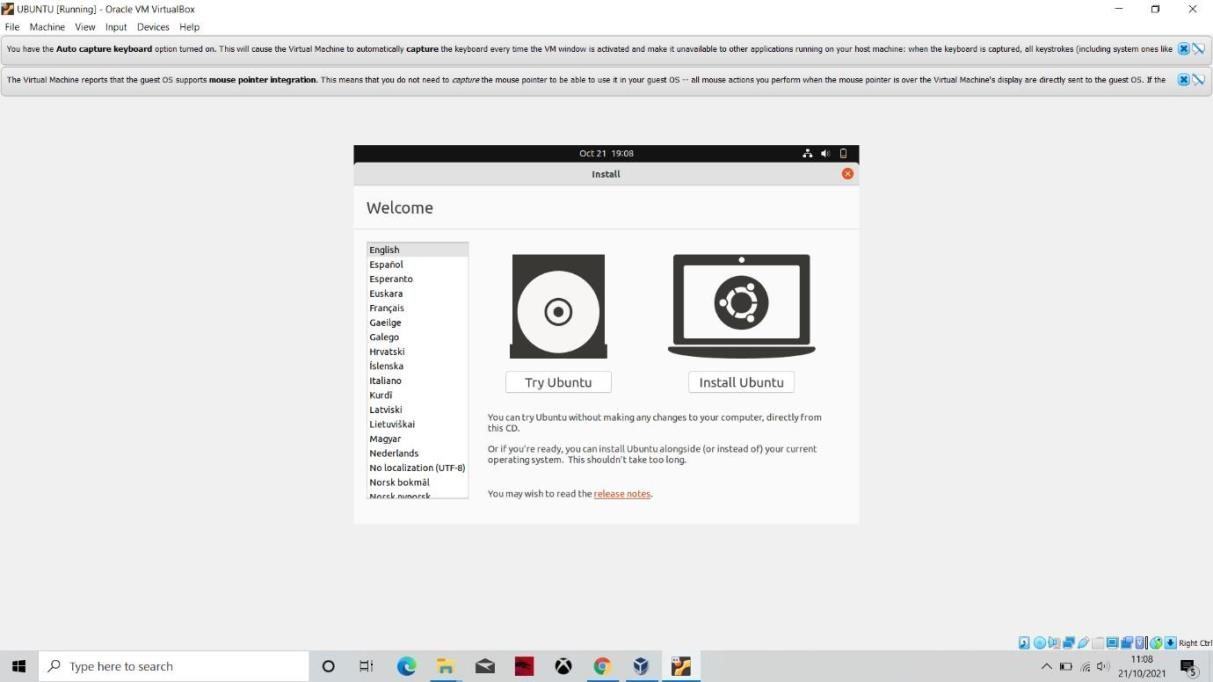 UBUNTU [Running] - Oracle VM VirtualBox
File Machine View Input Devices Help
You have the Auto capture keyboard option turned on. This will cause the Virtual Machine to automatically capture the keyboard every time the VM window is activated and make it unavailable to other applications running on your host machine: when the keyboard is captured, all keystrokes (including system ones like
The Virtual Machine reports that the guest OS supports mouse pointer integration. This means that you do not need to capture the mouse pointer to be able to use it in your guest OS -- all mouse actions you perform when the mouse pointer is over the Virtual Machine's display are directly sent to the guest OS. If the
Oct 21 19:08
Install
Welcome
English
Español
Esperanto
Euskara
Français
Gaeilge
Galego
Hrvatski
Íslenska
Italiano
Kurdî
Latviski
Lietuviškai
Magyar
Nederlands
No localization (UTF-8)
Norsk bokmål
Norsk nynorsk
Try Ubuntu
Install Ubuntu
You can try Ubuntu without making any changes to your computer, directly from
this CD.
Or if you're ready, you can install Ubuntu alongside (or instead of) your current
operating system. This shouldn't take too long.
You may wish to read the release notes.
Right Ctrl
Type here to search
11:08
21/10/2021
5